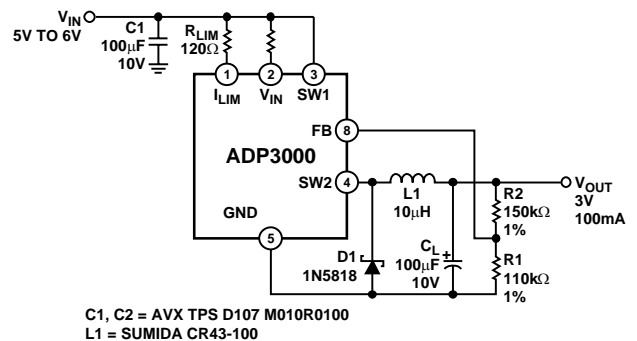 VIN
5V TO 6V
C1
100μF
10V
RLIM
120Ω
1
2
3
ILIM
VIN
SW1
FB
8
ADP3000
SW2
4
GND
5
L1
10μH
D1
1N5818
CL
+
100μF
10V
R2
150kΩ
1%
R1
110kΩ
1%
VOUT
3V
100mA
C1, C2 = AVX TPS D107 M010R0100
L1 = SUMIDA CR43-100